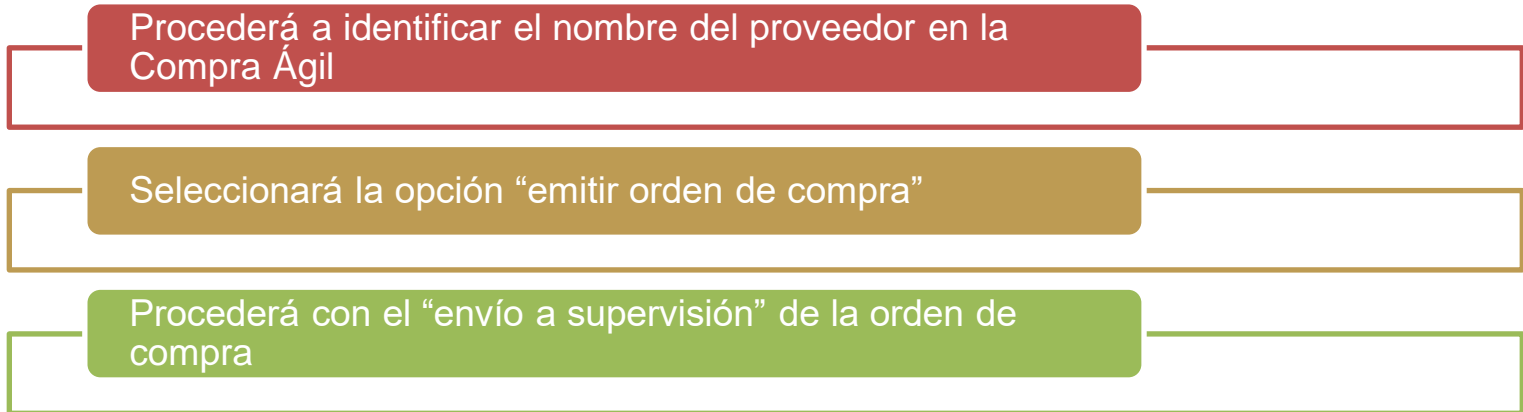 Procederá a identificar el nombre del proveedor en la
Compra Ágil
Seleccionará la opción “emitir orden de compra”
Procederá con el “envío a supervisión” de la orden de
compra